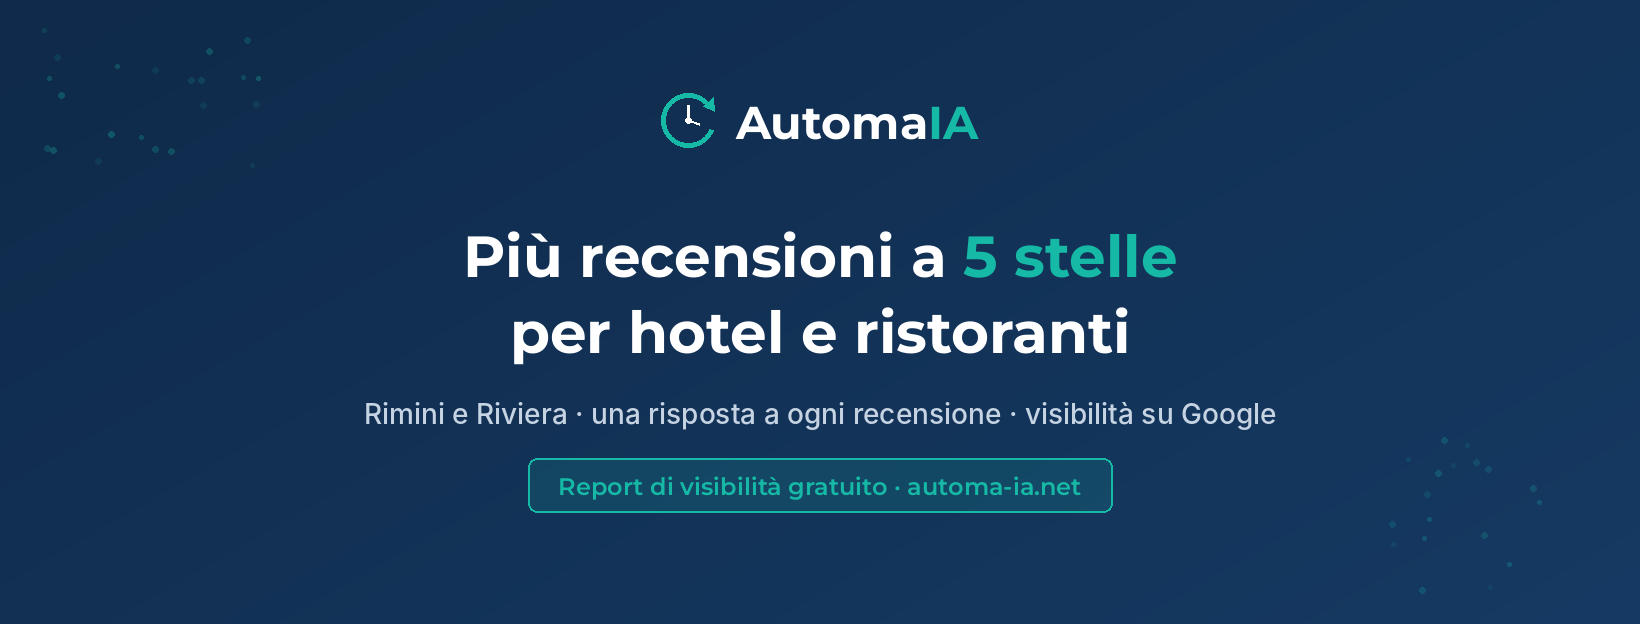 AutomaIA
Più recensioni a 5 stelle
per hotel e ristoranti
Rimini e Riviera · una risposta a ogni recensione · visibilità su Google
Report di visibilità gratuito · automa-ia.net